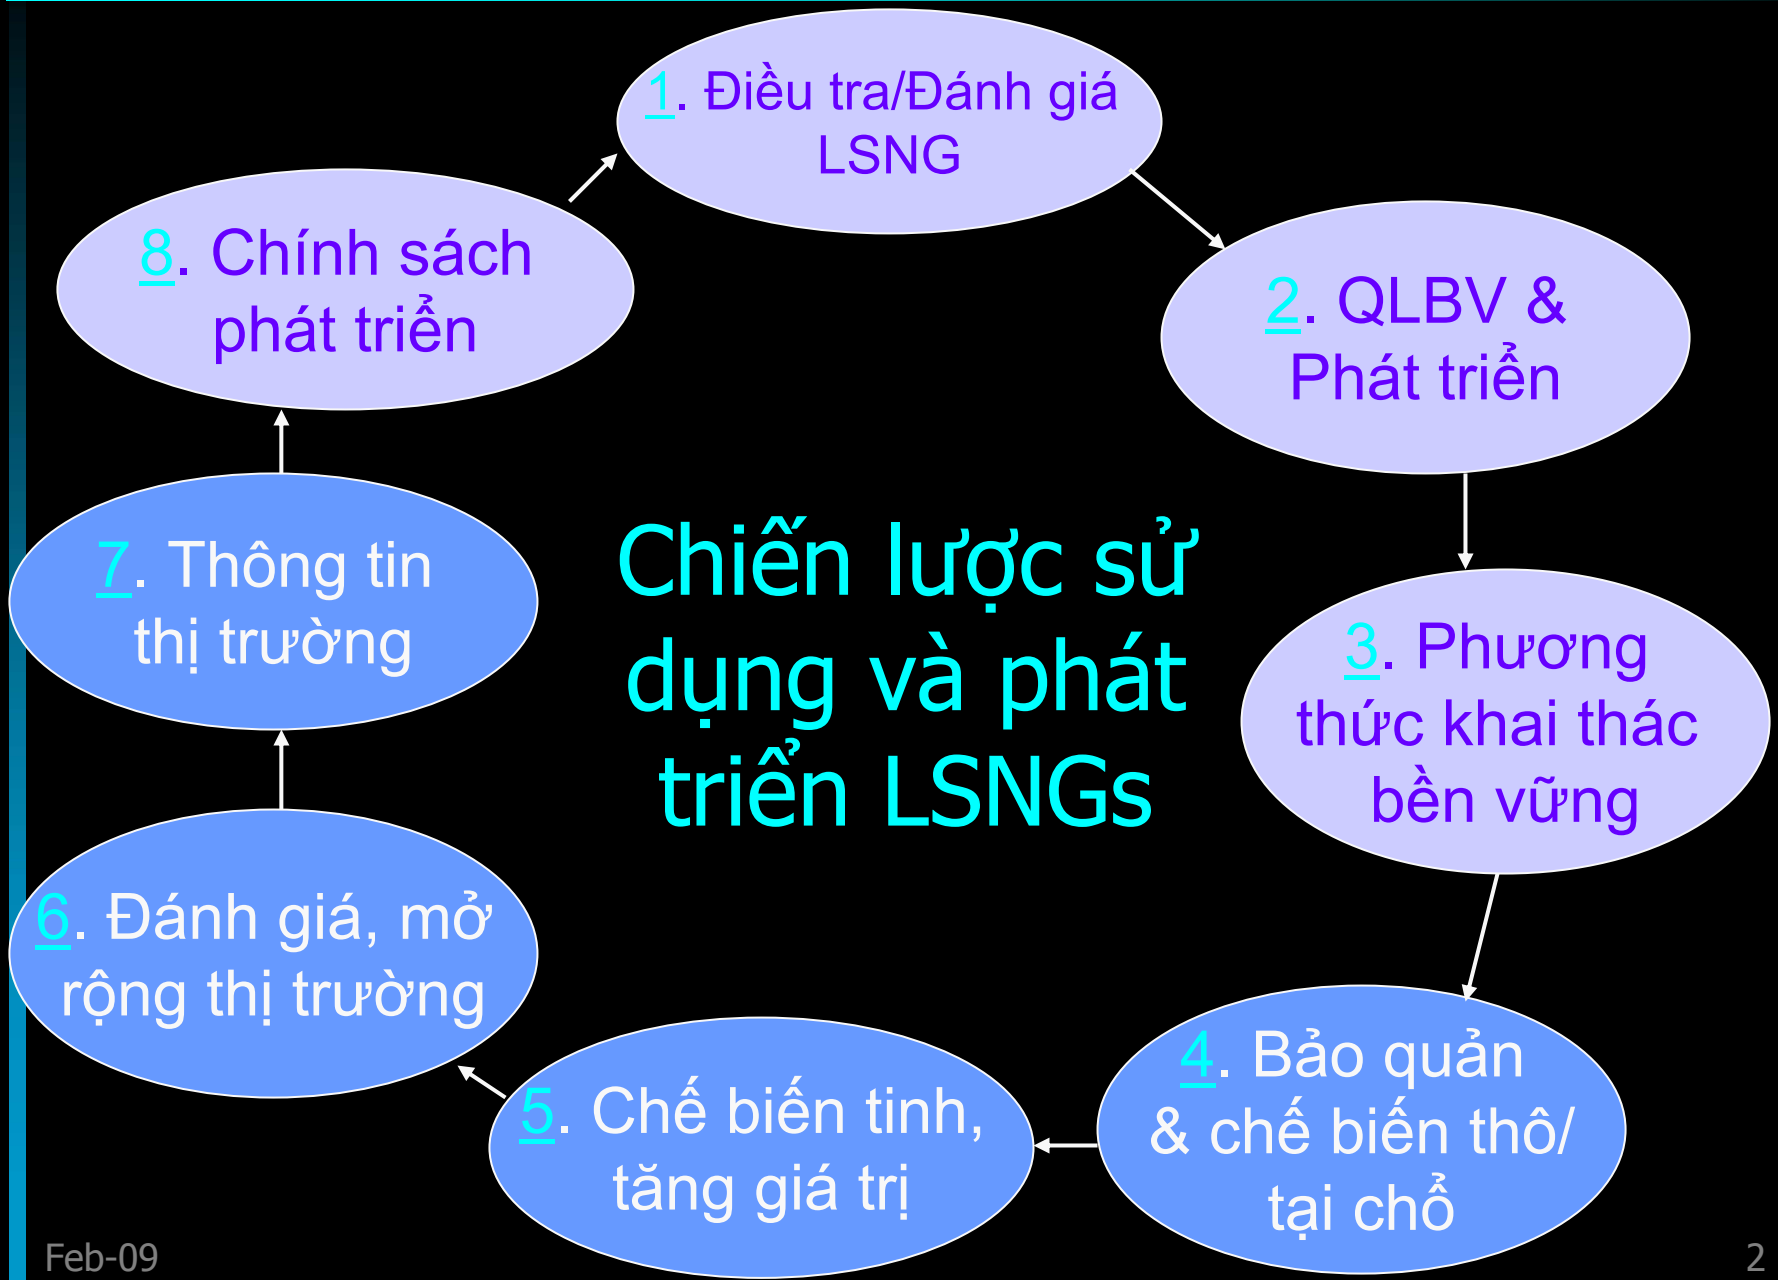 1. Điều tra/Đánh giá
LSNG
2. QLBV &
Phát triển
3. Phương
thức khai thác
bền vững
4. Bảo quản
& chế biến thô/
tại chổ
5. Chế biến tinh,
tăng giá trị
6. Đánh giá, mở
rộng thị trường
7. Thông tin
thị trường
8. Chính sách
phát triển
Chiến lược sử
dụng và phát
triển LSNGs
Feb-09
2